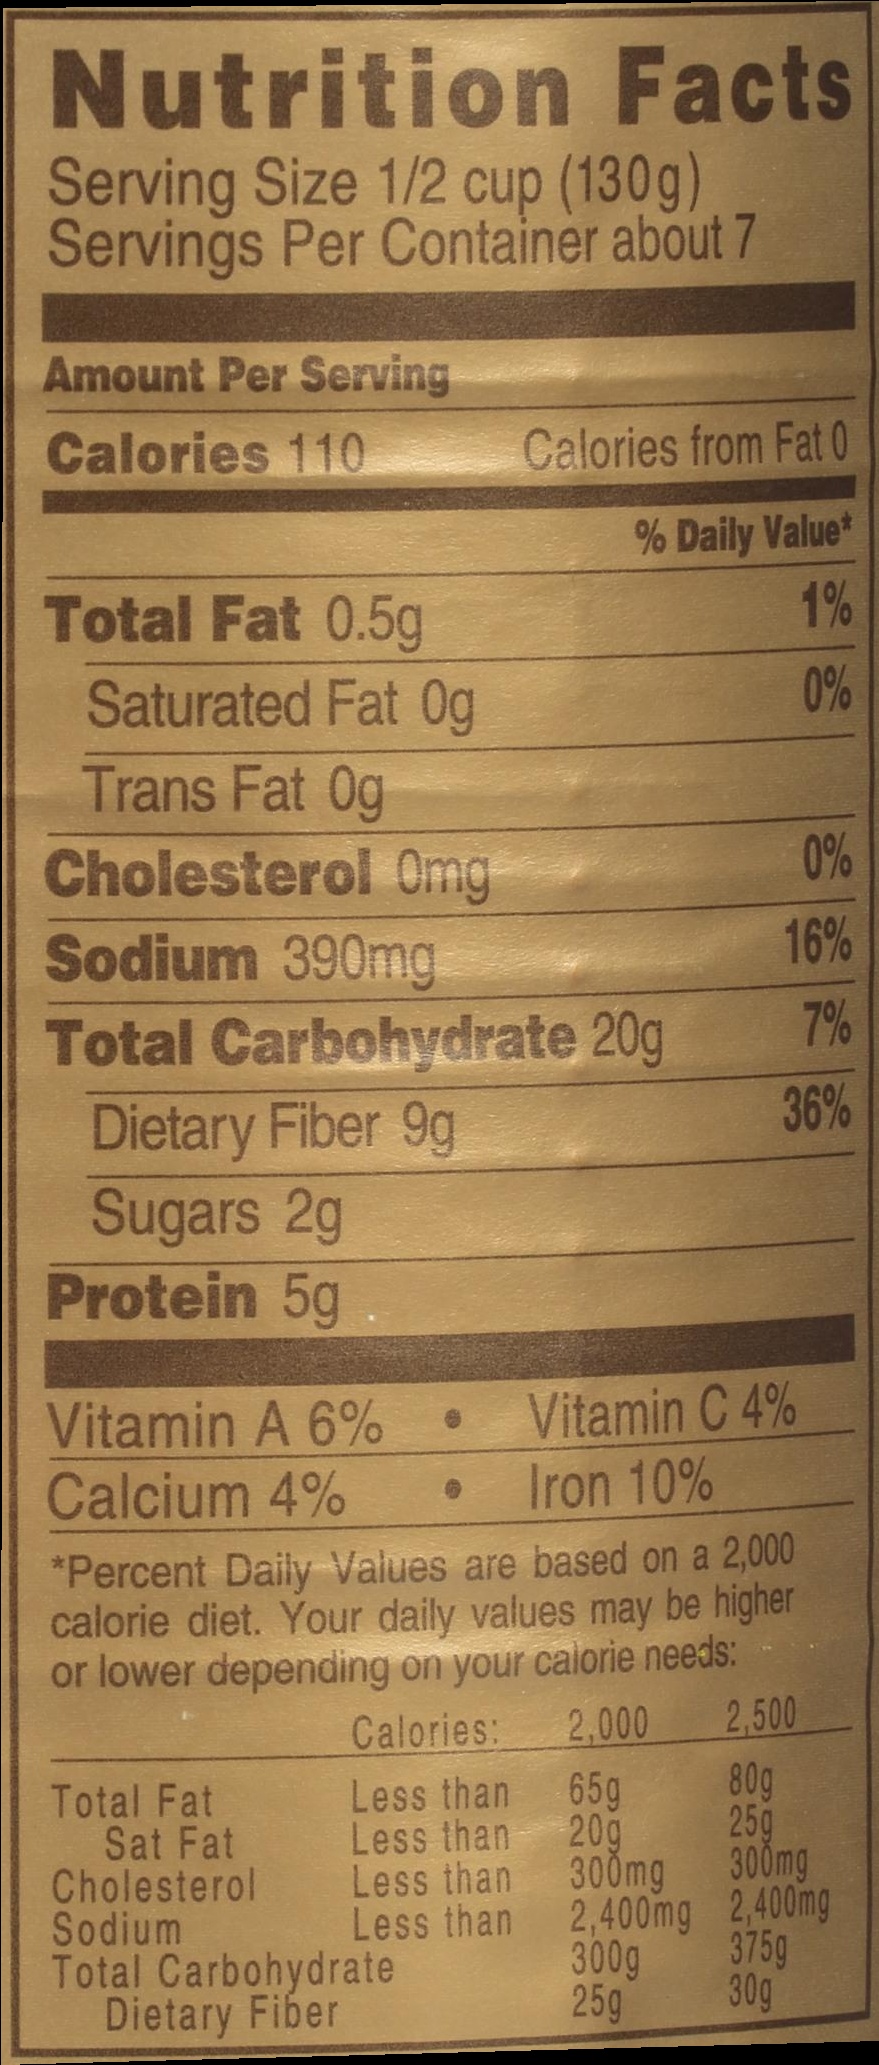 Nutrition Facts
Serving Size 1/2 cup (130g)
Servings Per Container about 7
Amount Per Serving
Calories 110 Calories from Fat 0
% Daily Value*
Total Fat 0.5g 1%
Saturated Fat 0g 0%
Trans Fat 0g
Cholesterol 0mg 0%
Sodium 390mg 16%
Total Carbohydrate 20g 7%
Dietary Fiber 9g 36%
Sugars 2g
Protein 5g
Vitamin A 6% • Vitamin C 4%
Calcium 4% • Iron 10%
*Percent Daily Values are based on a 2,000
calorie diet. Your daily values may be higher
or lower depending on your calorie needs:
Calories: 2,000 2,500
Total Fat Less than 65g 80g
Sat Fat Less than 20g 25g
Cholesterol Less than 300mg 300mg
Sodium Less than 2,400mg 2,400mg
Total Carbohydrate 300g 375g
Dietary Fiber 25g 30g